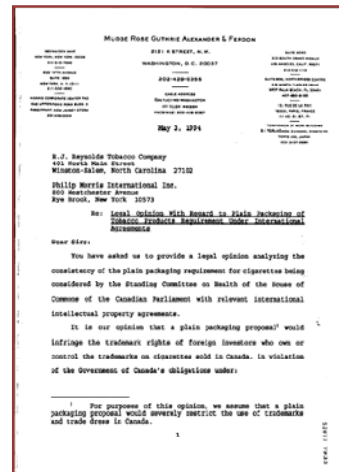 MUDGE ROSE GUTHRIE ALEXANDER & FERDON
2121 K STREET, N.W.
WASHINGTON, D.C. 20037
202-429-9355
May 3, 1994
R.J. Reynolds Tobacco Company
401 North Main Street
Winston-Salem, North Carolina 27102
Philip Morris International Inc.
800 Westchester Avenue
Rye Brook, New York 10573
Re: Legal Opinion With Regard to Plain Packaging of
Tobacco Products Requirement Under International
Agreements
Dear Sirs:
You have asked us to provide a legal opinion analyzing the
consistency of the plain packaging requirement for cigarettes being
considered by the Standing Committee on Health of the House of
Commons of the Canadian Parliament with relevant international
intellectual property agreements.
It is our opinion that a plain packaging proposal¹ would
infringe the trademark rights of foreign investors who own or
control the trademarks on cigarettes sold in Canada, in violation
of the Government of Canada's obligations under:
¹ For purposes of this opinion, we assume that a plain
packaging proposal would severely restrict the use of trademarks
and trade dress in Canada.
1